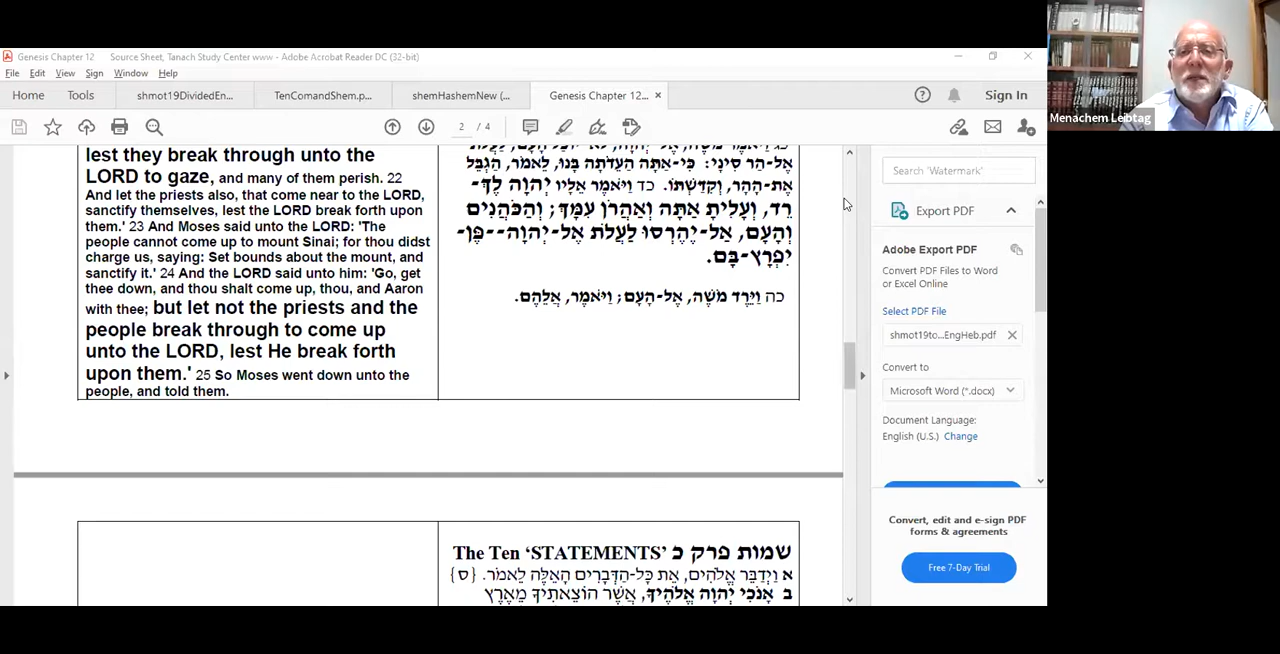 Genesis Chapter 12 Source Sheet, Tanach Study Center www - Adobe Acrobat Reader DC (32-bit)
File Edit View Sign Window Help
Home Tools shmot19DividedEn... TenComandShem.p... shemHashemNew (... Genesis Chapter 12... × Sign In
2 / 4
lest they break through unto the
LORD to gaze, and many of them perish. 22
And let the priests also, that come near to the LORD,
sanctify themselves, lest the LORD break forth upon
them.' 23 And Moses said unto the LORD: 'The
people cannot come up to mount Sinai; for thou didst
charge us, saying: Set bounds about the mount, and
sanctify it.' 24 And the LORD said unto him: 'Go, get
thee down, and thou shalt come up, thou, and Aaron
with thee; but let not the priests and the
people break through to come up
unto the LORD, lest He break forth
upon them.' 25 So Moses went down unto the
people, and told them.
אֶל-הַר סִינָי: כִּי-אַתָּה הַעֵדֹתָה בָּנוּ, לֵאמֹר, הַגְבֵּל
אֶת-הָהָר, וְקִדַּשְׁתּוֹ. כד וַיֹּאמֶר אֵלָיו יְהוָה לֶךְ-
רֵד, וְעָלִיתָ אַתָּה וְאַהֲרֹן עִמָּךְ; וְהַכֹּהֲנִים
וְהָעָם, אַל-יֶהֶרְסוּ לַעֲלֹת אֶל-יְהוָה--פֶּן-
יִפְרָץ-בָּם.
כה וַיֵּרֶד מֹשֶׁה, אֶל-הָעָם; וַיֹּאמֶר, אֲלֵהֶם.
The Ten 'STATEMENTS' שמות פרק כ
א וַיְדַבֵּר אֱלֹהִים, אֵת כָּל-הַדְּבָרִים הָאֵלֶּה לֵאמֹר. {ס}
ב אָנֹכִי יְהוָה אֱלֹהֶיךָ, אֲשֶׁר הוֹצֵאתִיךָ מֵאֶרֶץ
Search 'Watermark'
Export PDF
Adobe Export PDF
Convert PDF Files to Word
or Excel Online
Select PDF File
shmot19to...EngHeb.pdf
Convert to
Microsoft Word (*.docx)
Document Language:
English (U.S.) Change
Convert, edit and e-sign PDF
forms & agreements
Free 7-Day Trial
Menachem Leibtag